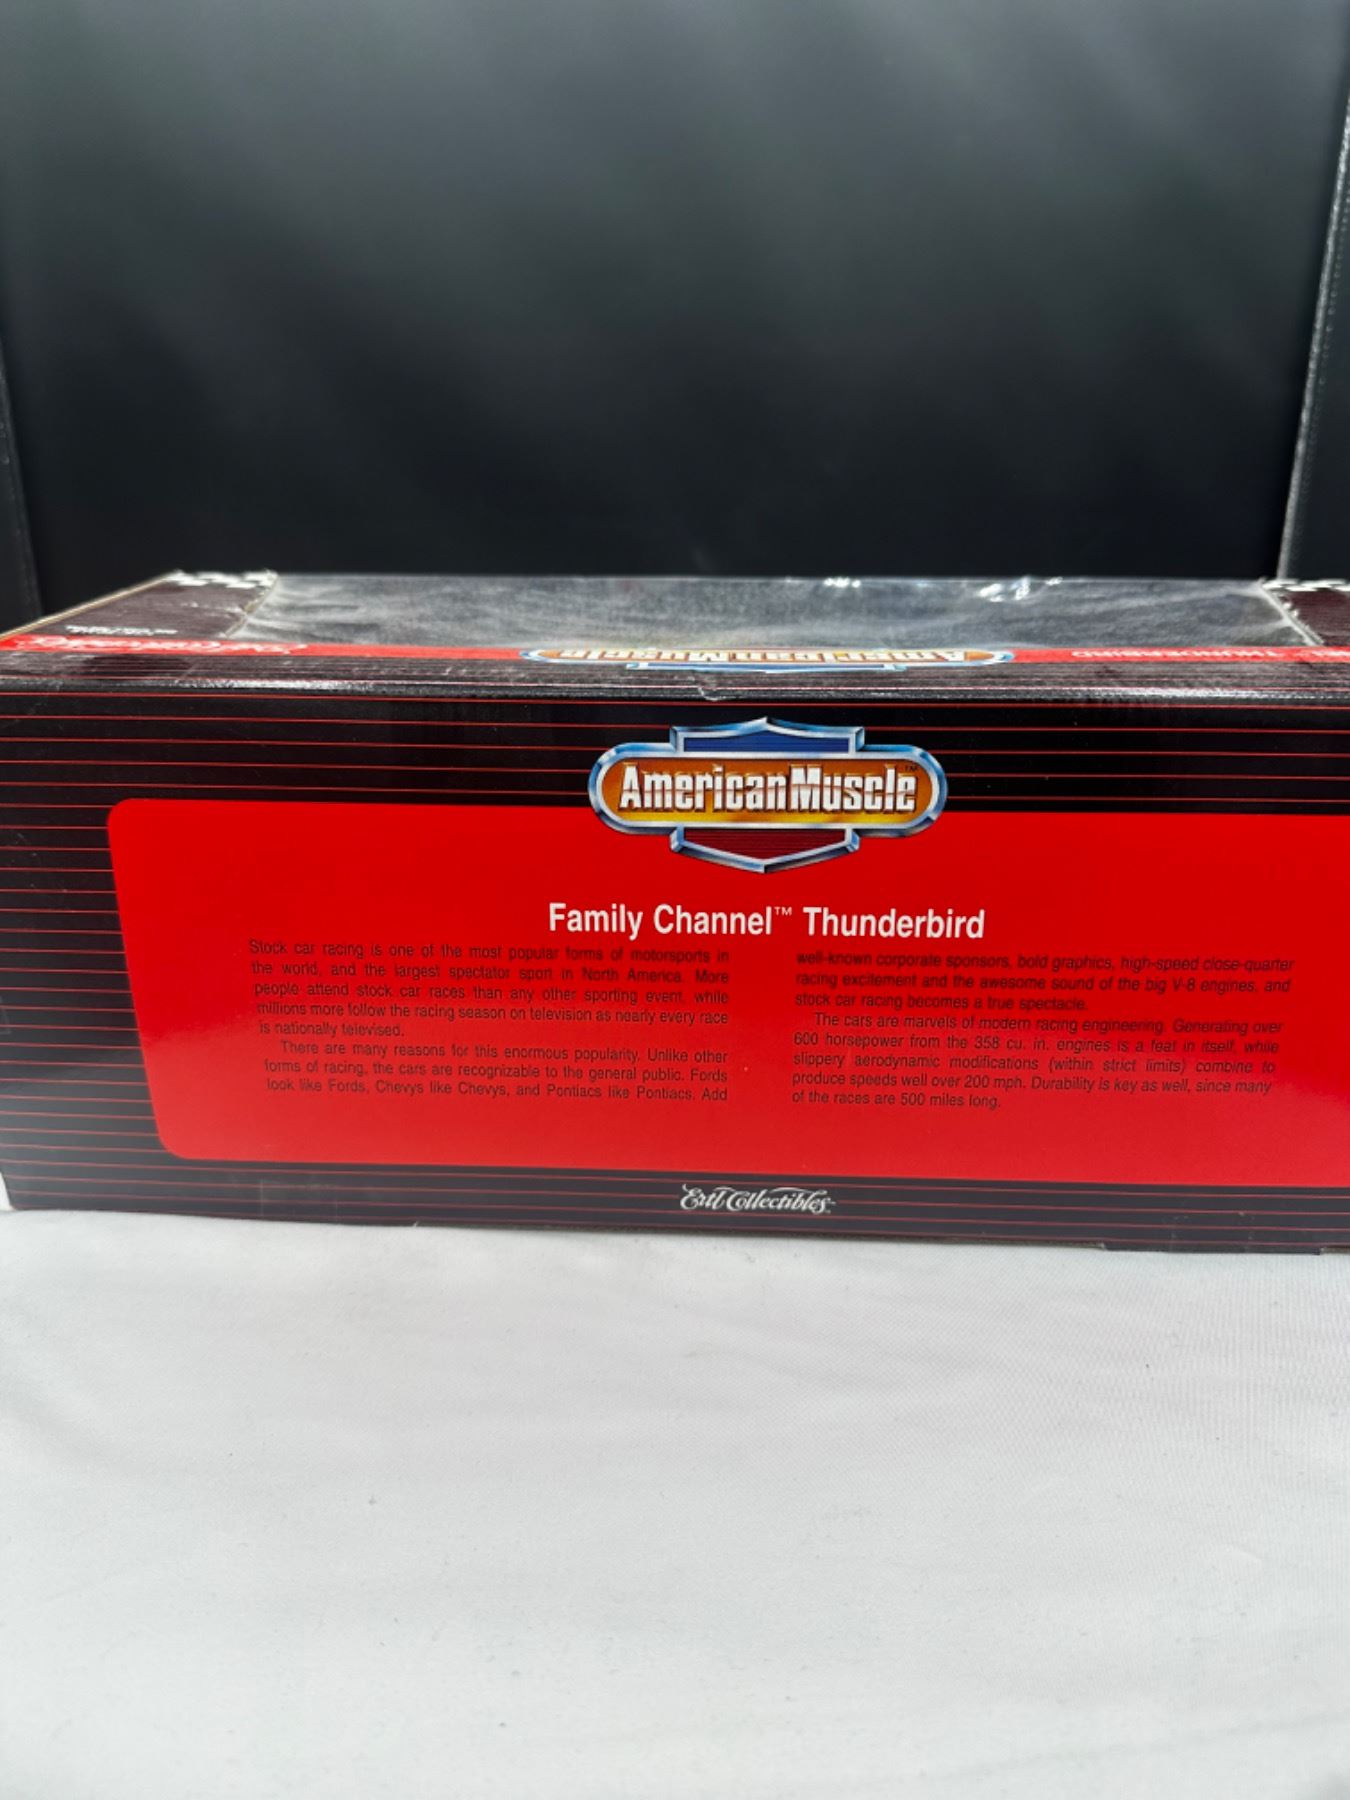 Ertl Collectibles
American Muscle
THUNDERBIRD
American Muscle™
Family Channel™ Thunderbird
Stock car racing is one of the most popular forms of motorsports in
the world, and the largest spectator sport in North America. More
people attend stock car races than any other sporting event, while
millions more follow the racing season on television as nearly every race
is nationally televised.
There are many reasons for this enormous popularity. Unlike other
forms of racing, the cars are recognizable to the general public. Fords
look like Fords, Chevys like Chevys, and Pontiacs like Pontiacs. Add
well-known corporate sponsors, bold graphics, high-speed close-quarter
racing excitement and the awesome sound of the big V-8 engines, and
stock car racing becomes a true spectacle.
The cars are marvels of modern racing engineering. Generating over
600 horsepower from the 358 cu. in. engines is a feat in itself, while
slippery aerodynamic modifications (within strict limits) combine to
produce speeds well over 200 mph. Durability is key as well, since many
of the races are 500 miles long.
Ertl Collectibles